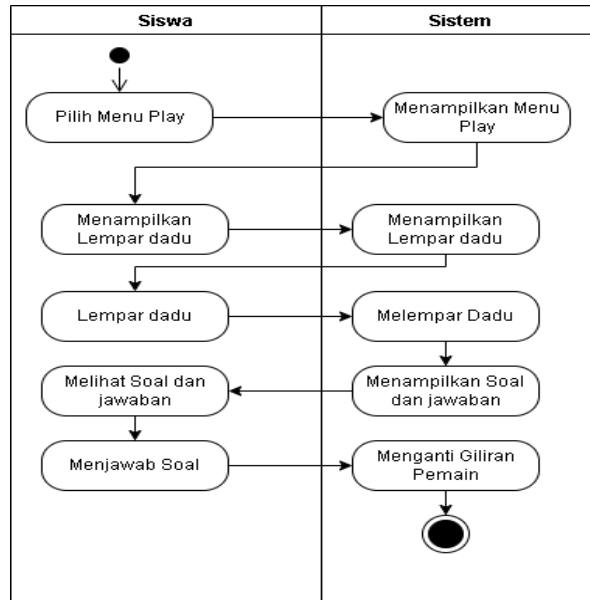 Siswa
Sistem
Pilih Menu Play
Menampilkan Menu
Play
Menampilkan
Lempar dadu
Menampilkan
Lempar dadu
Lempar dadu
Melempar Dadu
Melihat Soal dan
jawaban
Menampilkan Soal
dan jawaban
Menjawab Soal
Menganti Giliran
Pemain